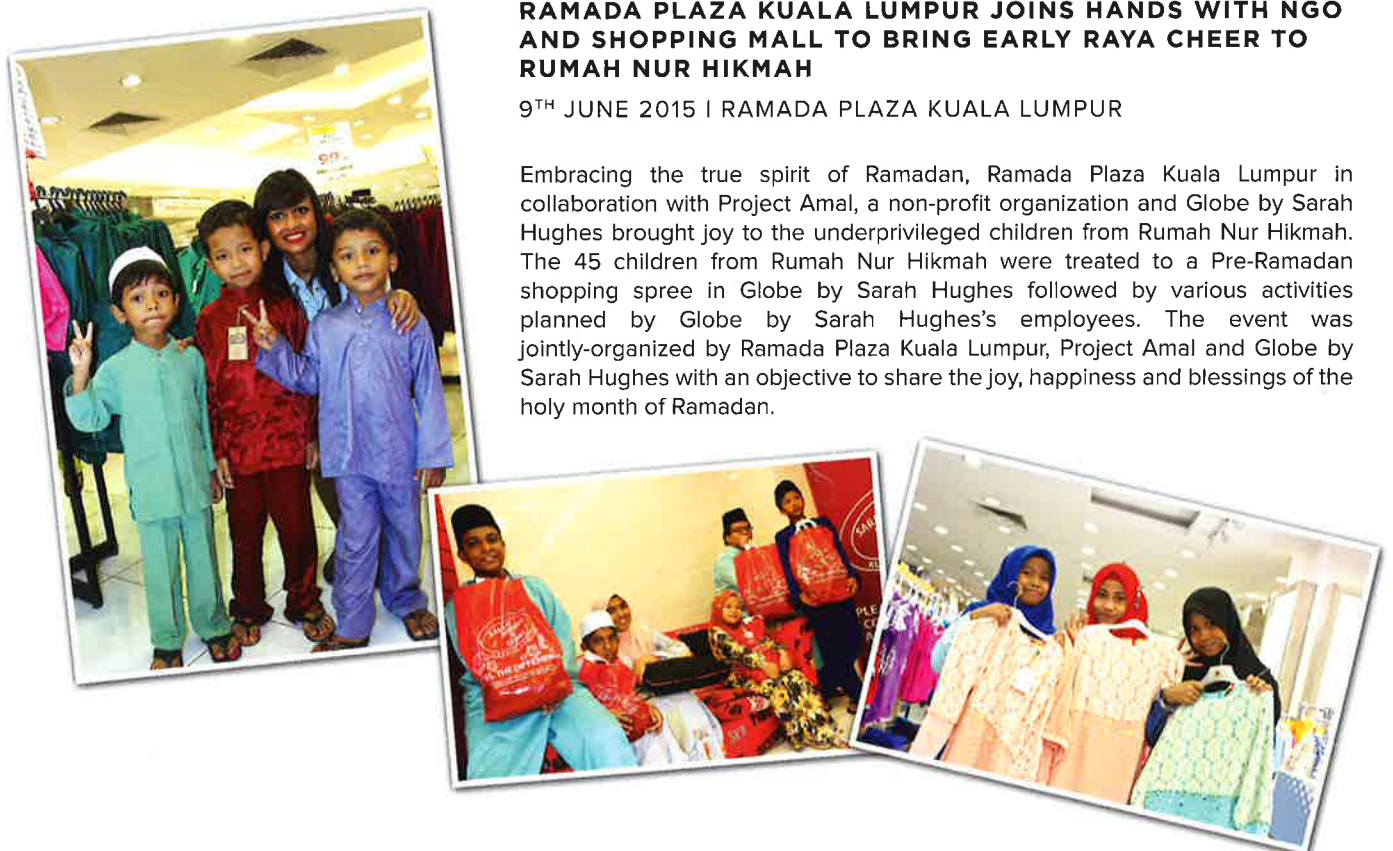 RAMADA PLAZA KUALA LUMPUR JOINS HANDS WITH NGO
AND SHOPPING MALL TO BRING EARLY RAYA CHEER TO
RUMAH NUR HIKMAH
9TH JUNE 2015 I RAMADA PLAZA KUALA LUMPUR
Embracing the true spirit of Ramadan, Ramada Plaza Kuala Lumpur in
collaboration with Project Amal, a non-profit organization and Globe by Sarah
Hughes brought joy to the underprivileged children from Rumah Nur Hikmah.
The 45 children from Rumah Nur Hikmah were treated to a Pre-Ramadan
shopping spree in Globe by Sarah Hughes followed by various activities
planned by Globe by Sarah Hughes's employees. The event was
jointly-organized by Ramada Plaza Kuala Lumpur, Project Amal and Globe by
Sarah Hughes with an objective to share the joy, happiness and blessings of the
holy month of Ramadan.